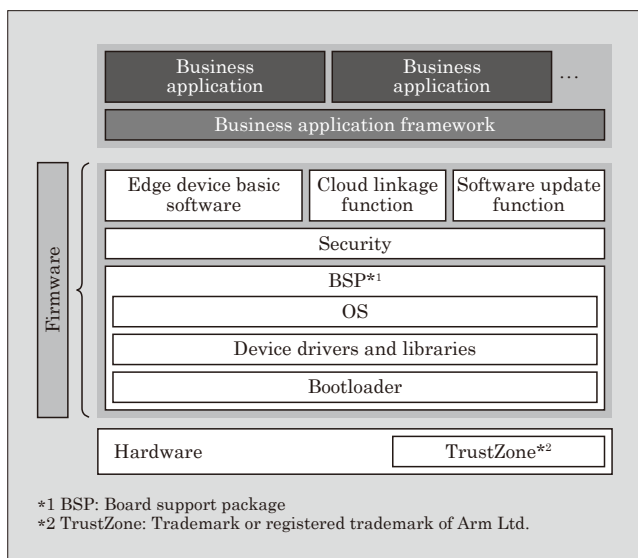 Business
application
Business
application
...
Business application framework
Firmware
Edge device basic
software
Cloud linkage
function
Software update
function
Security
BSP*1
OS
Device drivers and libraries
Bootloader
Hardware
TrustZone*2
*1 BSP: Board support package
*2 TrustZone: Trademark or registered trademark of Arm Ltd.